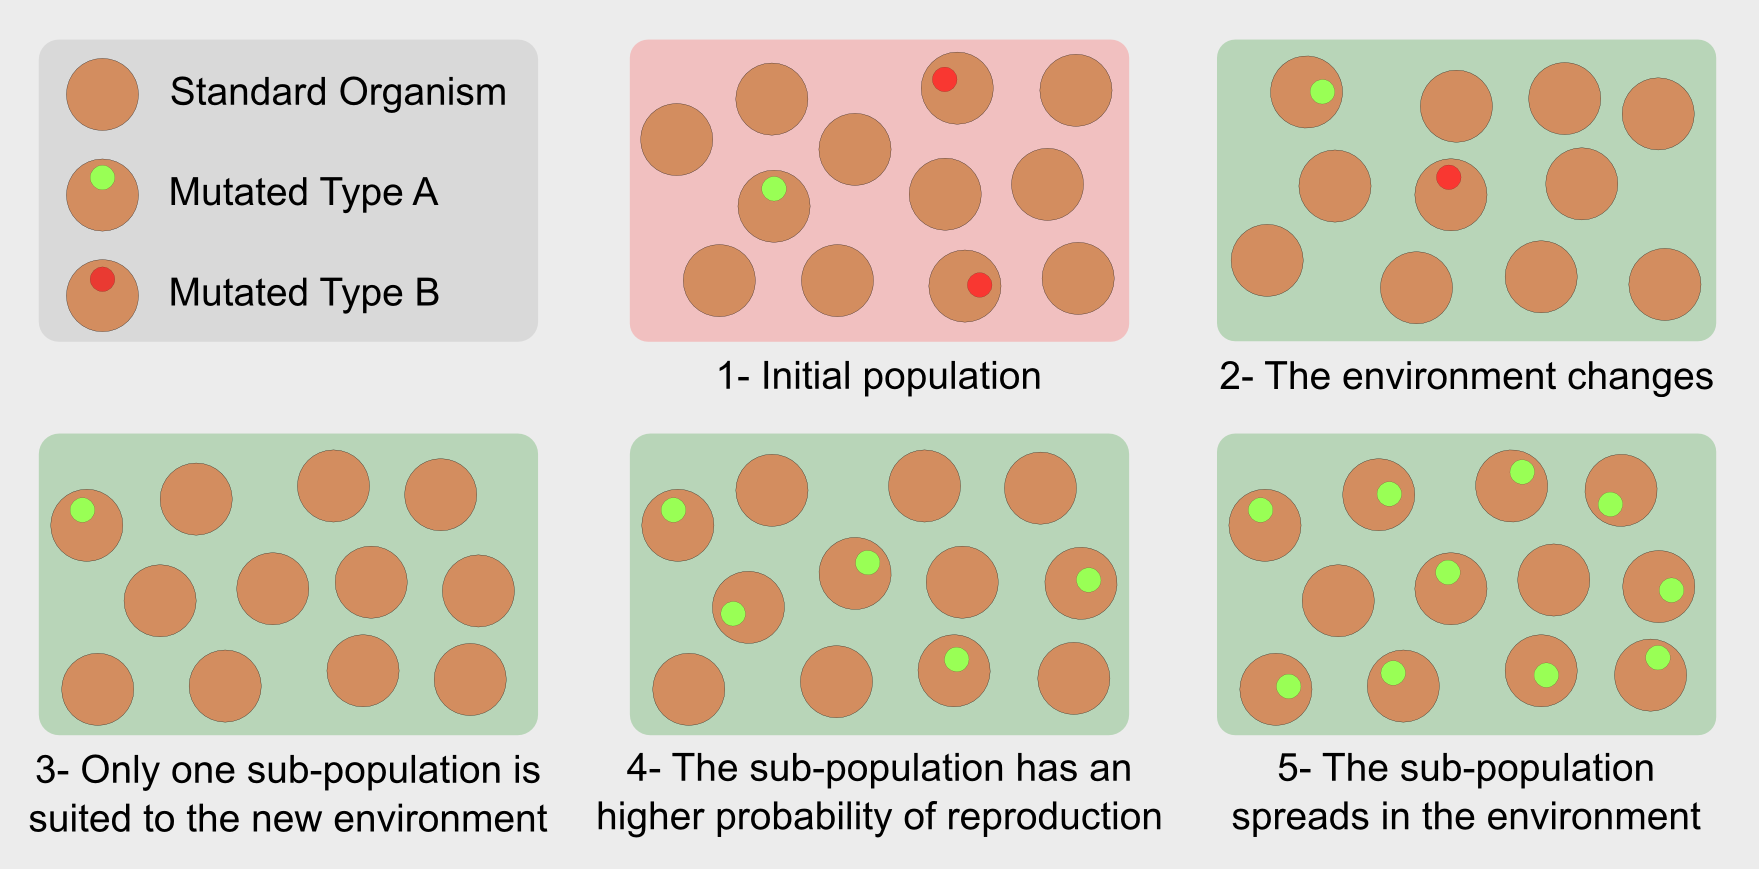 Standard Organism
Mutated Type A
Mutated Type B
1- Initial population
2- The environment changes
3- Only one sub-population is
suited to the new environment
4- The sub-population has an
higher probability of reproduction
5- The sub-population
spreads in the environment